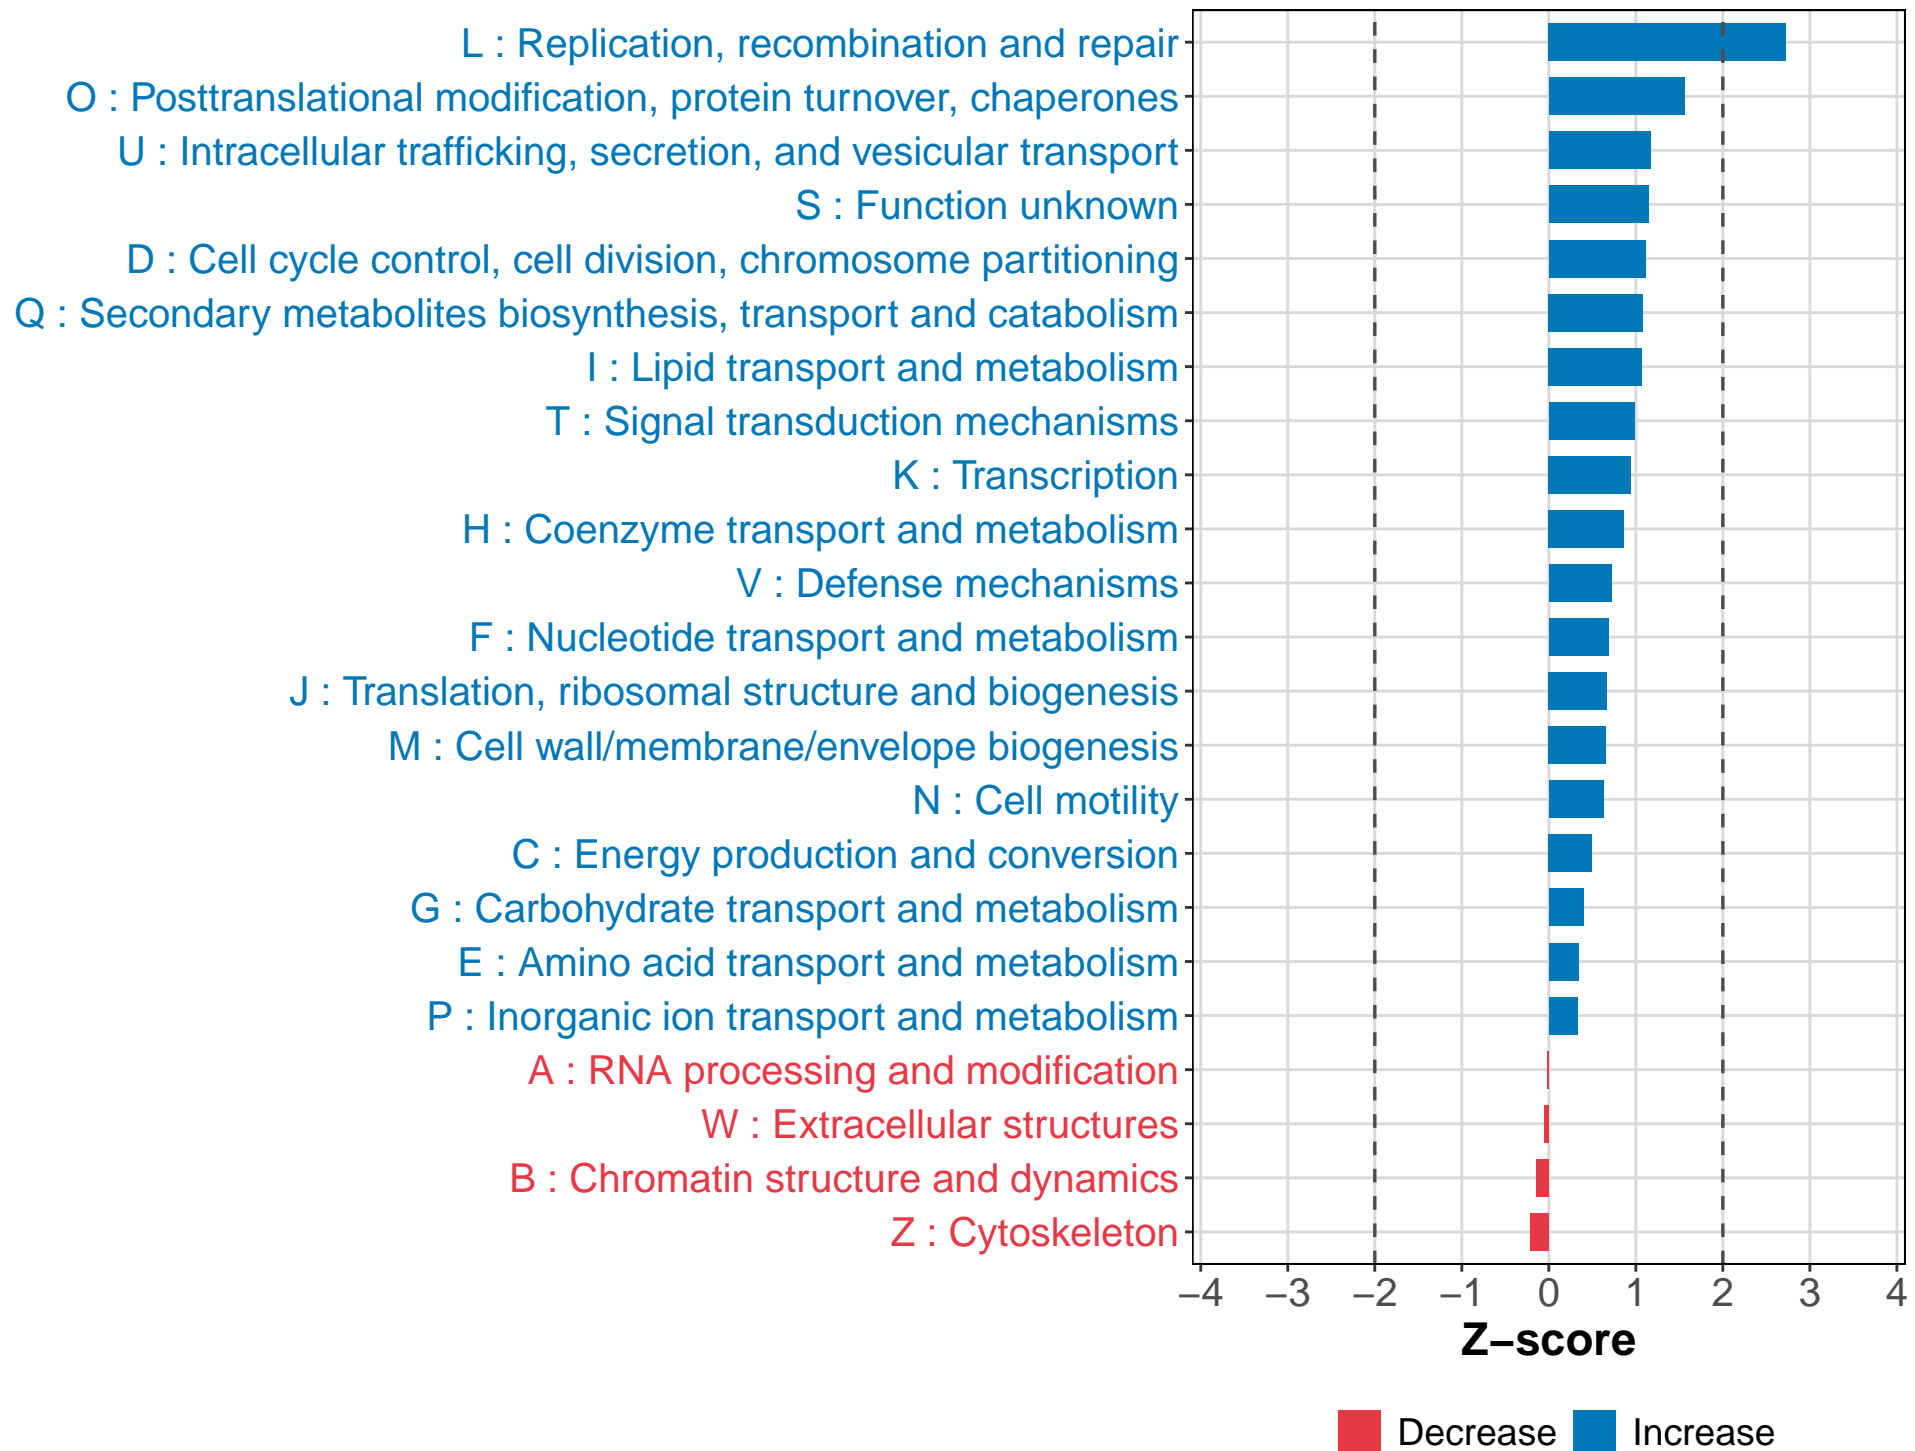 L : Replication, recombination and repair
O : Posttranslational modification, protein turnover, chaperones
U : Intracellular trafficking, secretion, and vesicular transport
S : Function unknown
D : Cell cycle control, cell division, chromosome partitioning
Q : Secondary metabolites biosynthesis, transport and catabolism
I : Lipid transport and metabolism
T : Signal transduction mechanisms
K : Transcription
H : Coenzyme transport and metabolism
V : Defense mechanisms
F : Nucleotide transport and metabolism
J : Translation, ribosomal structure and biogenesis
M : Cell wall/membrane/envelope biogenesis
N : Cell motility
C : Energy production and conversion
G : Carbohydrate transport and metabolism
E : Amino acid transport and metabolism
P : Inorganic ion transport and metabolism
A : RNA processing and modification
W : Extracellular structures
B : Chromatin structure and dynamics
Z : Cytoskeleton
−4 −3 −2 −1 0 1 2 3 4
Z−score
Decrease Increase